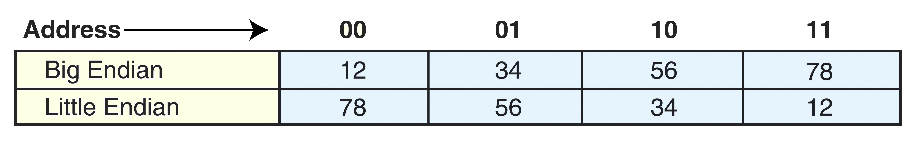 Address 00 01 10 11
Big Endian 12 34 56 78
Little Endian 78 56 34 12